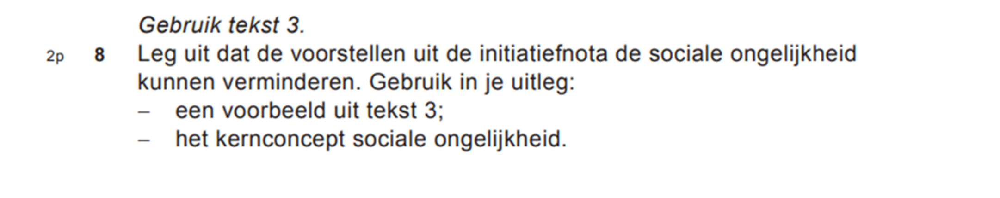 Gebruik tekst 3.
2p 8 Leg uit dat de voorstellen uit de initiatiefnota de sociale ongelijkheid
kunnen verminderen. Gebruik in je uitleg:
– een voorbeeld uit tekst 3;
– het kernconcept sociale ongelijkheid.